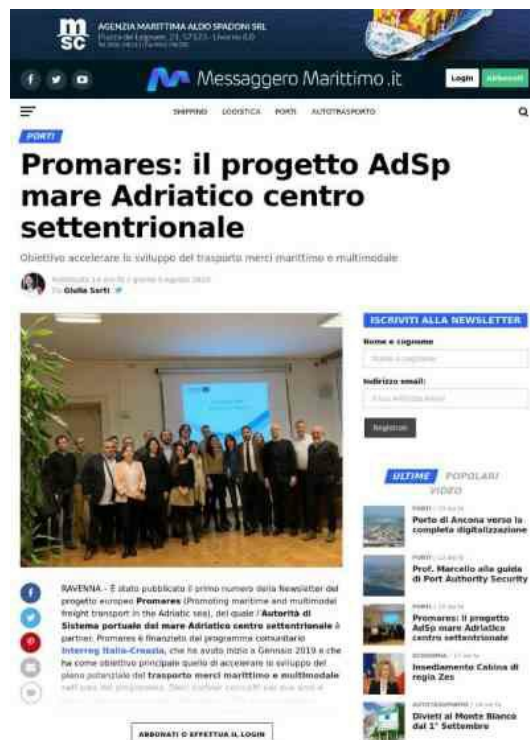 msc
AGENZIA MARITTIMA ALDO SPADONI SRL
Messaggero Marittimo.it
Login
Abbonati
SHIPPING LOGISTICA PORTI AUTOTRASPORTO
PORTI
Promares: il progetto AdSp
mare Adriatico centro
settentrionale
Obiettivo accelerare lo sviluppo del trasporto merci marittimo e multimodale
Giulia Sarti
ISCRIVITI ALLA NEWSLETTER
Nome e cognome
Nome e cognome
Indirizzo email:
Registrati
ULTIME POPOLARI
VIDEO
PORTI
Porto di Ancona verso la
completa digitalizzazione
PORTI
Prof. Marcello alla guida
di Port Authority Security
PORTI
Promares: il progetto
AdSp mare Adriatico
centro settentrionale
ECONOMIA
Insediamento Cabina di
regia Zes
AUTOTRASPORTO
Divieti al Monte Bianco
dal 1° Settembre
RAVENNA - È stato pubblicato il primo numero della Newsletter del
progetto europeo Promares (Promoting maritime and multimodal
freight transport in the Adriatic sea), del quale l'Autorità di
Sistema portuale del mare Adriatico centro settentrionale è
partner. Promares è finanziato dal programma comunitario
Interreg Italia-Croazia, che ha avuto inizio a Gennaio 2019 e che
ha come obiettivo principale quello di accelerare lo sviluppo del
pieno potenziale del trasporto merci marittimo e multimodale
ABBONATI O EFFETTUA IL LOGIN